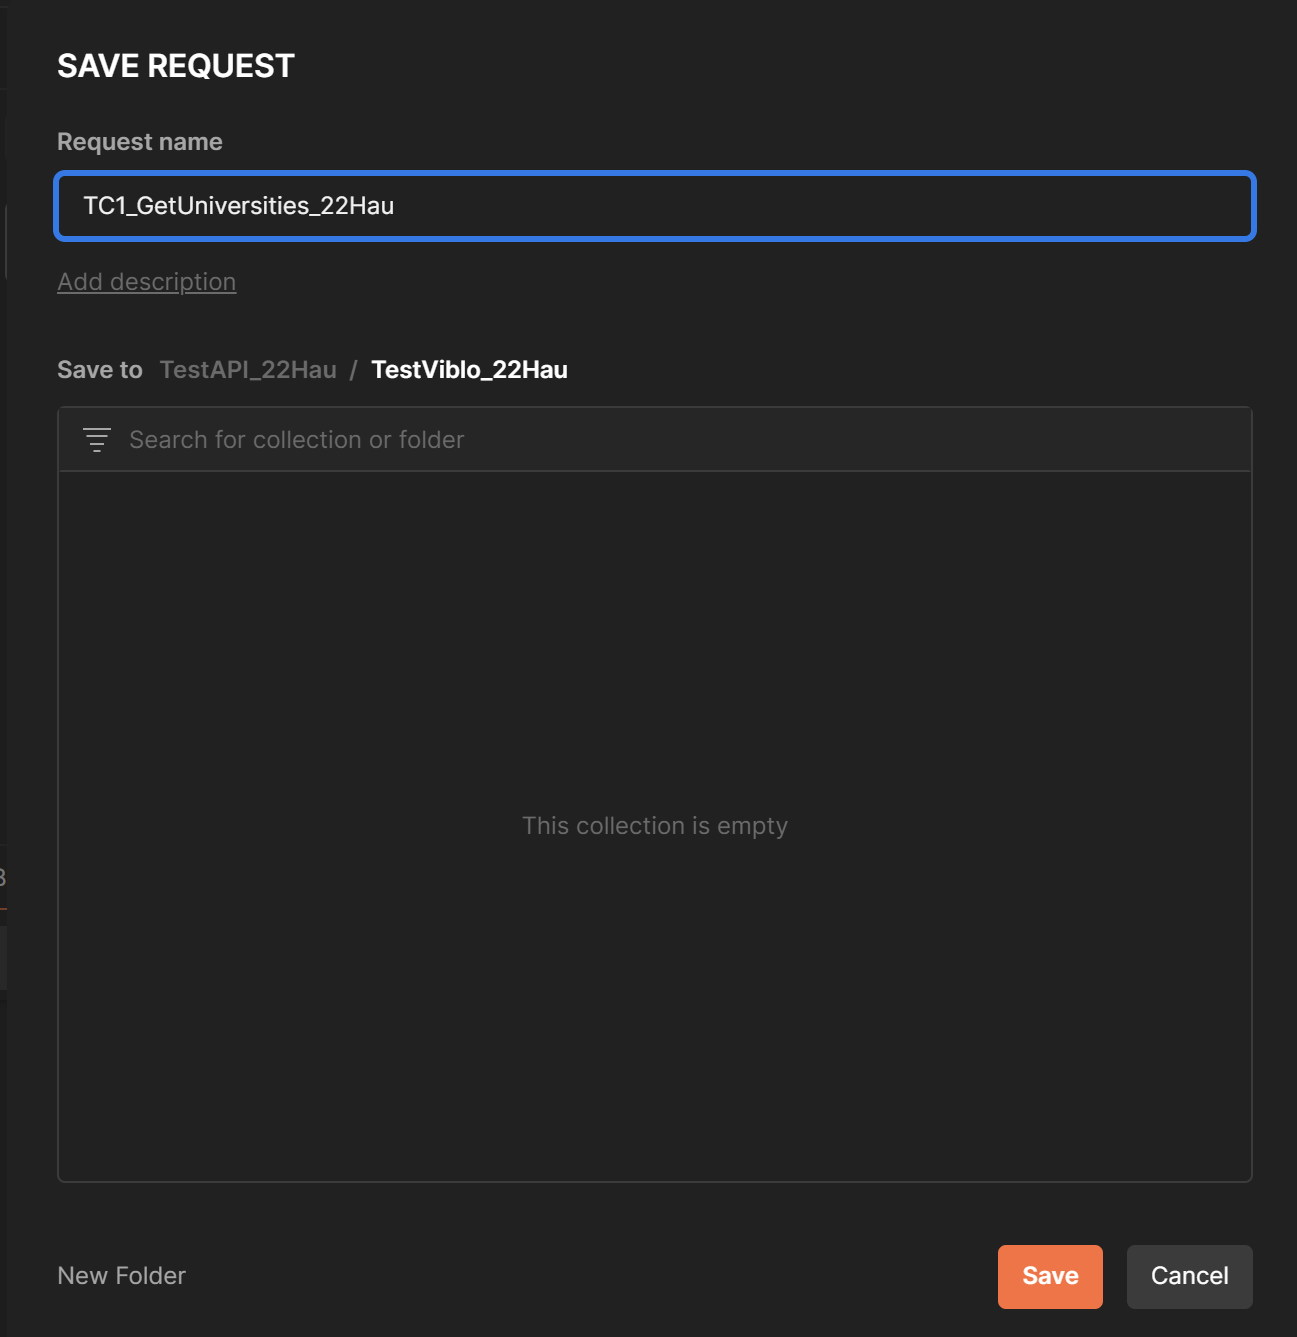 SAVE REQUEST
Request name
TC1_GetUniversities_22Hau
Add description
Save to TestAPI_22Hau / TestViblo_22Hau
Search for collection or folder
This collection is empty
New Folder
Save
Cancel